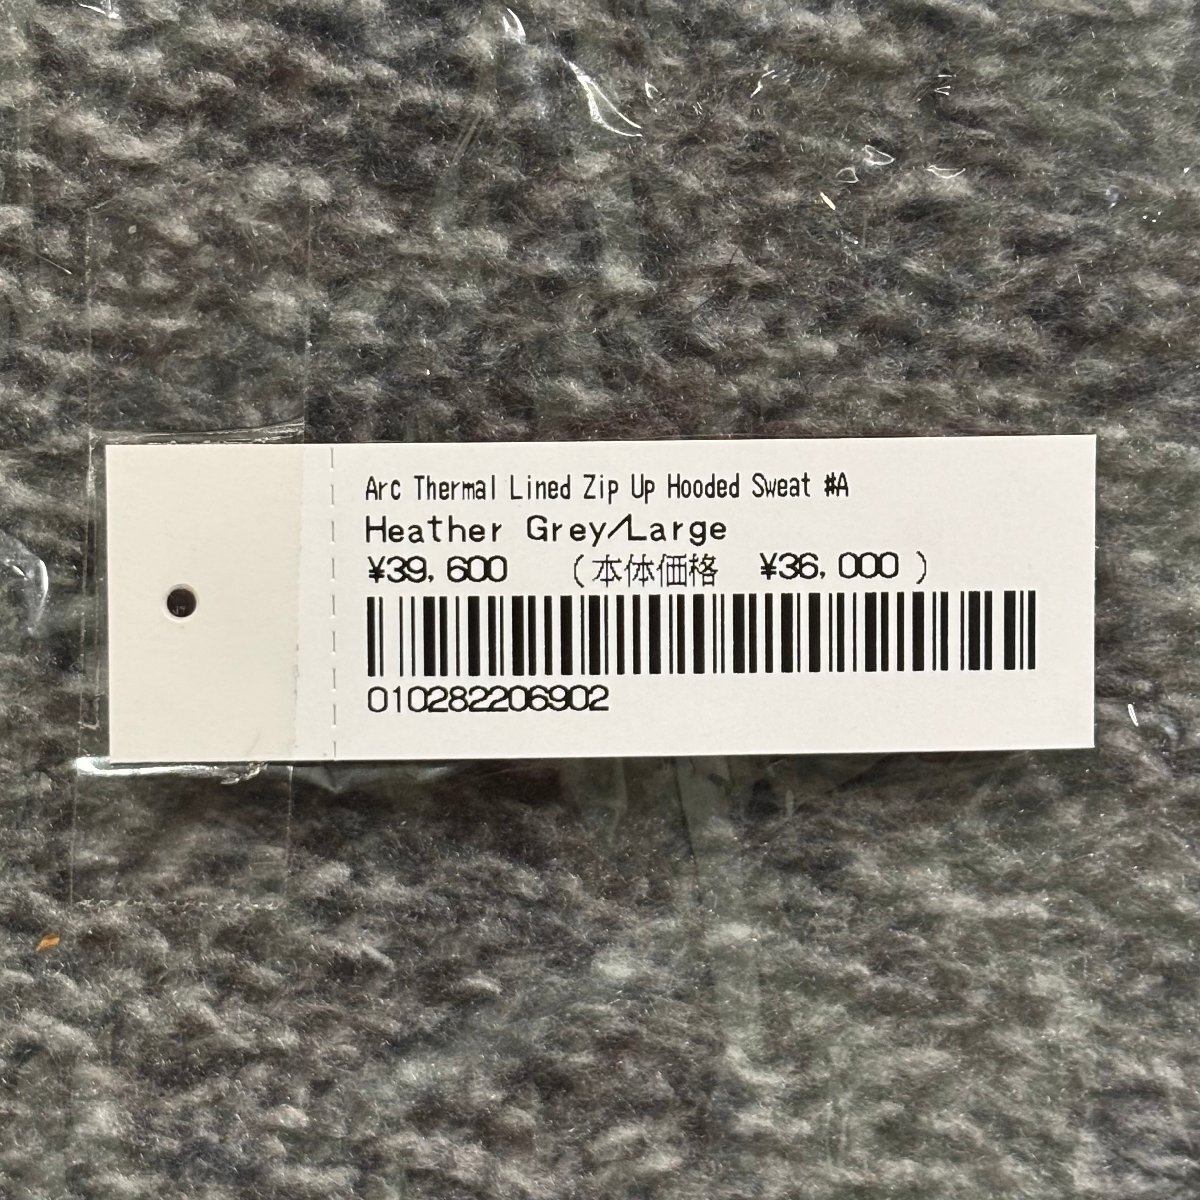 Arc Thermal Lined Zip Up Hooded Sweat #A
Heather Grey/Large
¥39,600 (本体価格 ¥36,000)
010282206902